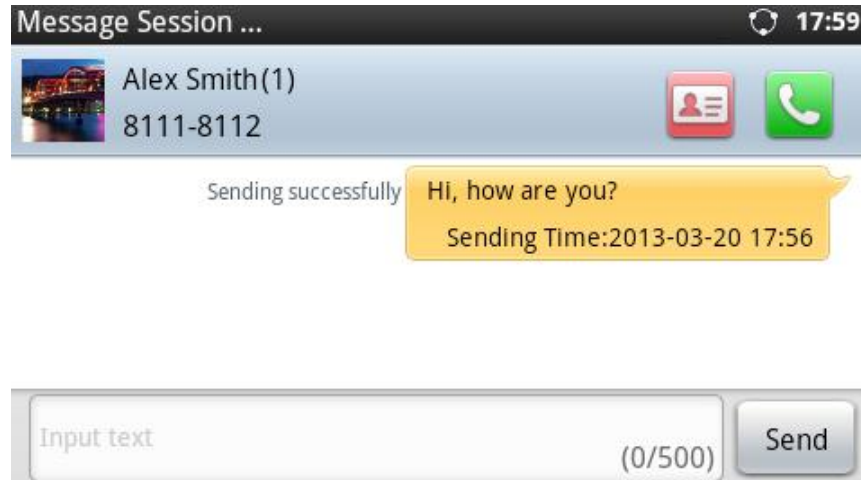 Message Session ...
17:59
Alex Smith(1)
8111-8112
Sending successfully
Hi, how are you?
Sending Time:2013-03-20 17:56
Input text
(0/500)
Send